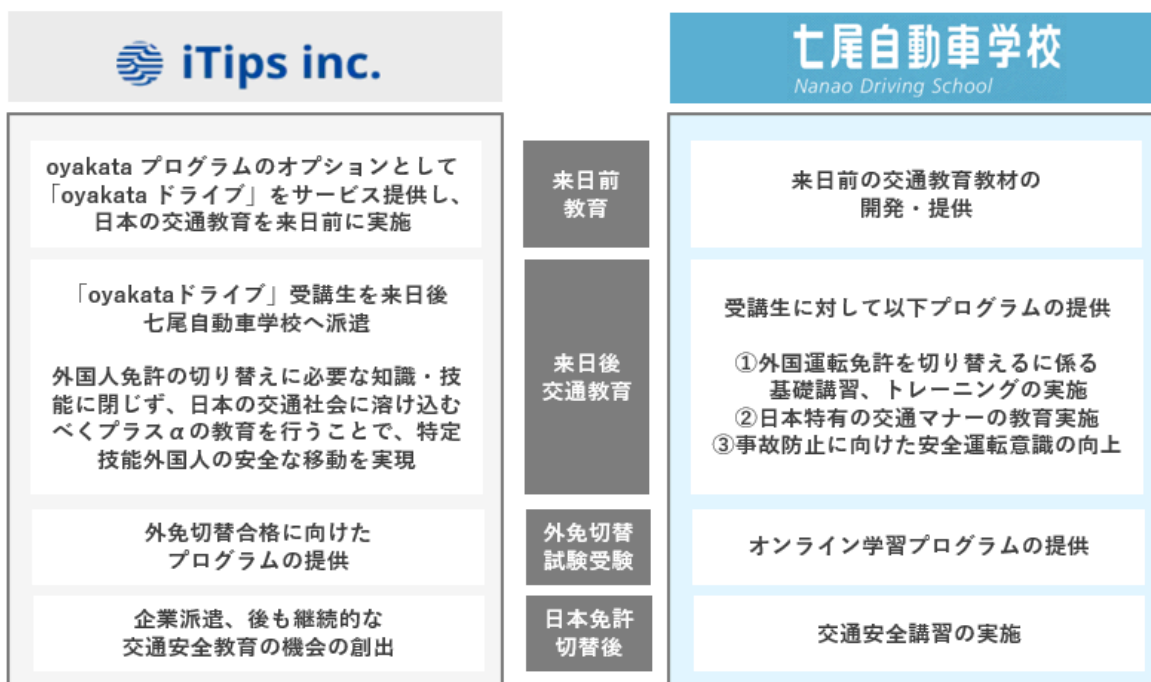 iTips inc.
七尾自動車学校
Nanao Driving School
oyakata プログラムのオプションとして
「oyakata ドライブ」をサービス提供し、
日本の交通教育を来日前に実施
来日前
教育
来日前の交通教育教材の
開発・提供
「oyakataドライブ」受講生を来日後
七尾自動車学校へ派遣
外国人免許の切り替えに必要な知識・技
能に閉じず、日本の交通社会に溶け込む
べくプラスαの教育を行うことで、特定
技能外国人の安全な移動を実現
来日後
交通教育
受講生に対して以下プログラムの提供
①外国運転免許を切り替えるに係る
基礎講習、トレーニングの実施
②日本特有の交通マナーの教育実施
③事故防止に向けた安全運転意識の向上
外免切替合格に向けた
プログラムの提供
外免切替
試験受験
オンライン学習プログラムの提供
企業派遣、後も継続的な
交通安全教育の機会の創出
日本免許
切替後
交通安全講習の実施